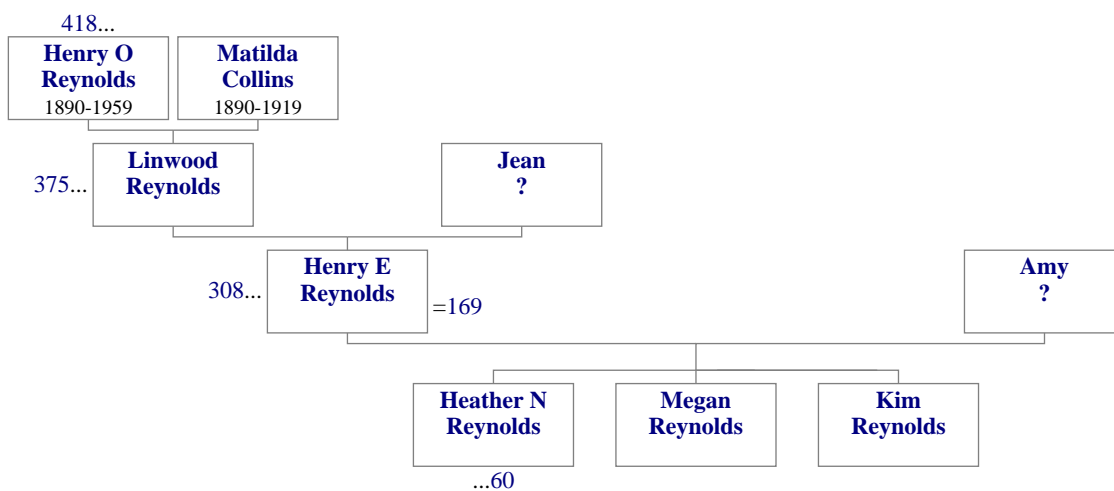 418...
Henry O
Reynolds
1890-1959
Matilda
Collins
1890-1919
375...
Linwood
Reynolds
Jean
?
308...
Henry E
Reynolds
=169
Amy
?
Heather N
Reynolds
...60
Megan
Reynolds
Kim
Reynolds